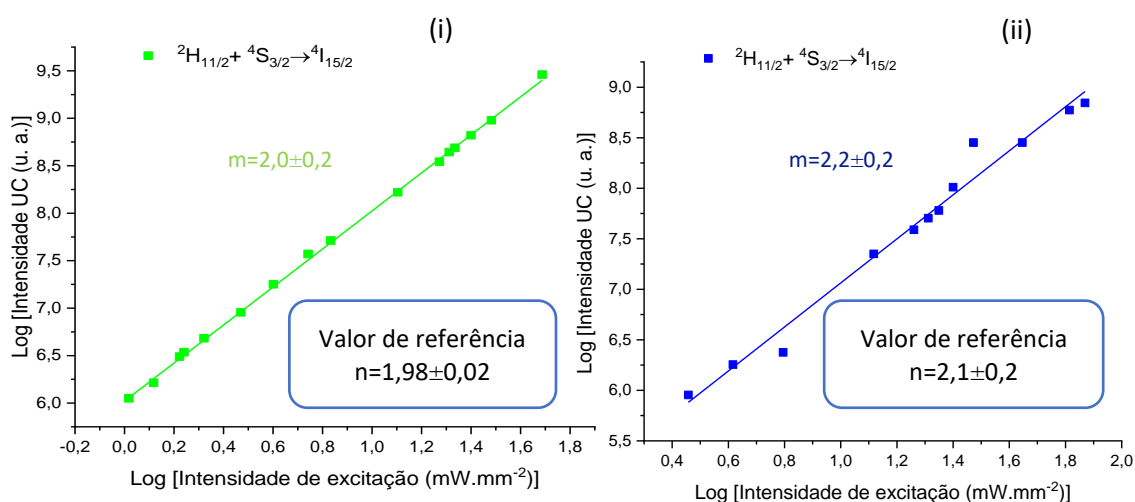 (i)
²H₁₁/₂+ ⁴S₃/₂→⁴I₁₅/₂
9,5
9,0
8,5
8,0
7,5
7,0
6,5
6,0
Log [Intensidade UC (u. a.)]
m=2,0±0,2
Valor de referência
n=1,98±0,02
-0,2 0,0 0,2 0,4 0,6 0,8 1,0 1,2 1,4 1,6 1,8
Log [Intensidade de excitação (mW.mm⁻²)]
(ii)
²H₁₁/₂+ ⁴S₃/₂→⁴I₁₅/₂
9,0
8,5
8,0
7,5
7,0
6,5
6,0
5,5
Log [Intensidade UC (u. a.)]
m=2,2±0,2
Valor de referência
n=2,1±0,2
0,4 0,6 0,8 1,0 1,2 1,4 1,6 1,8 2,0
Log [Intensidade de excitação (mW.mm⁻²)]